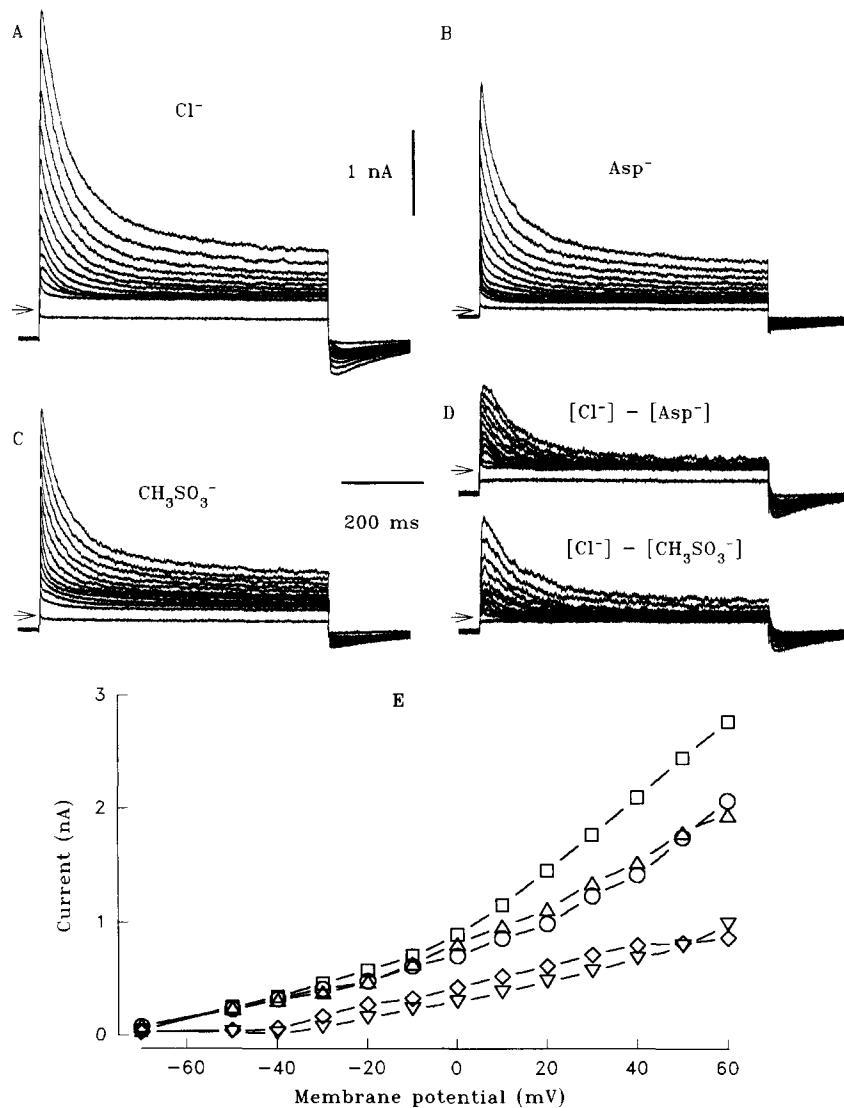 A
Cl⁻
1 nA
B
Asp⁻
C
CH₃SO₃⁻
200 ms
D
[Cl⁻] – [Asp⁻]
[Cl⁻] – [CH₃SO₃⁻]
E
Current (nA)
3
2
1
0
−60 −40 −20 0 20 40 60
Membrane potential (mV)